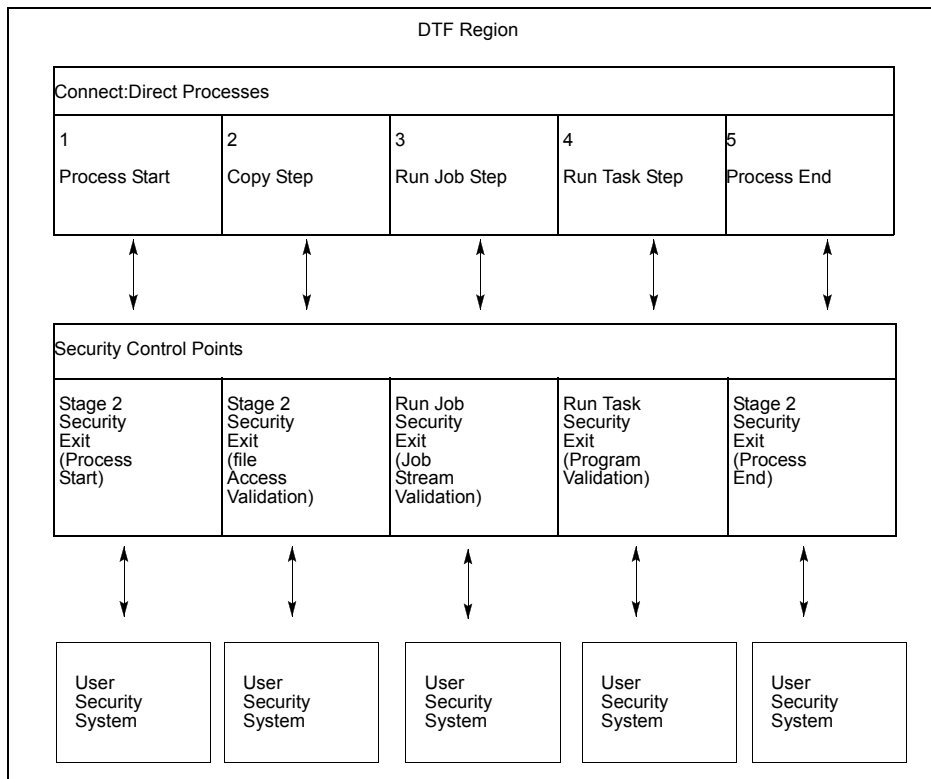 DTF Region
Connect:Direct Processes
1
Process Start
2
Copy Step
3
Run Job Step
4
Run Task Step
5
Process End
Security Control Points
Stage 2
Security
Exit
(Process
Start)
Stage 2
Security
Exit
(file
Access
Validation)
Run Job
Security
Exit
(Job
Stream
Validation)
Run Task
Security
Exit
(Program
Validation)
Stage 2
Security
Exit
(Process
End)
User
Security
System
User
Security
System
User
Security
System
User
Security
System
User
Security
System